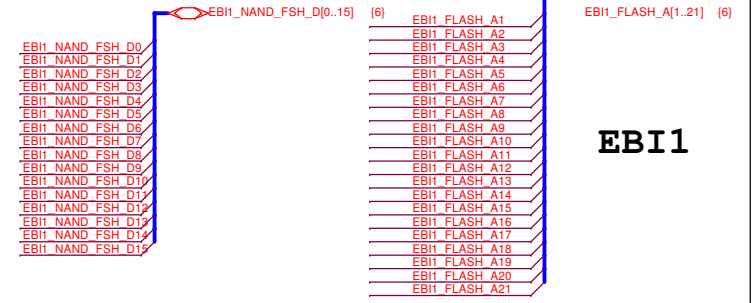 EBI1_NAND_FSH_D[0..15] {6}
EBI1_NAND_FSH_D0
EBI1_NAND_FSH_D1
EBI1_NAND_FSH_D2
EBI1_NAND_FSH_D3
EBI1_NAND_FSH_D4
EBI1_NAND_FSH_D5
EBI1_NAND_FSH_D6
EBI1_NAND_FSH_D7
EBI1_NAND_FSH_D8
EBI1_NAND_FSH_D9
EBI1_NAND_FSH_D10
EBI1_NAND_FSH_D11
EBI1_NAND_FSH_D12
EBI1_NAND_FSH_D13
EBI1_NAND_FSH_D14
EBI1_NAND_FSH_D15
EBI1_FLASH_A[1..21] {6}
EBI1_FLASH_A1
EBI1_FLASH_A2
EBI1_FLASH_A3
EBI1_FLASH_A4
EBI1_FLASH_A5
EBI1_FLASH_A6
EBI1_FLASH_A7
EBI1_FLASH_A8
EBI1_FLASH_A9
EBI1_FLASH_A10
EBI1_FLASH_A11
EBI1_FLASH_A12
EBI1_FLASH_A13
EBI1_FLASH_A14
EBI1_FLASH_A15
EBI1_FLASH_A16
EBI1_FLASH_A17
EBI1_FLASH_A18
EBI1_FLASH_A19
EBI1_FLASH_A20
EBI1_FLASH_A21
EBI1